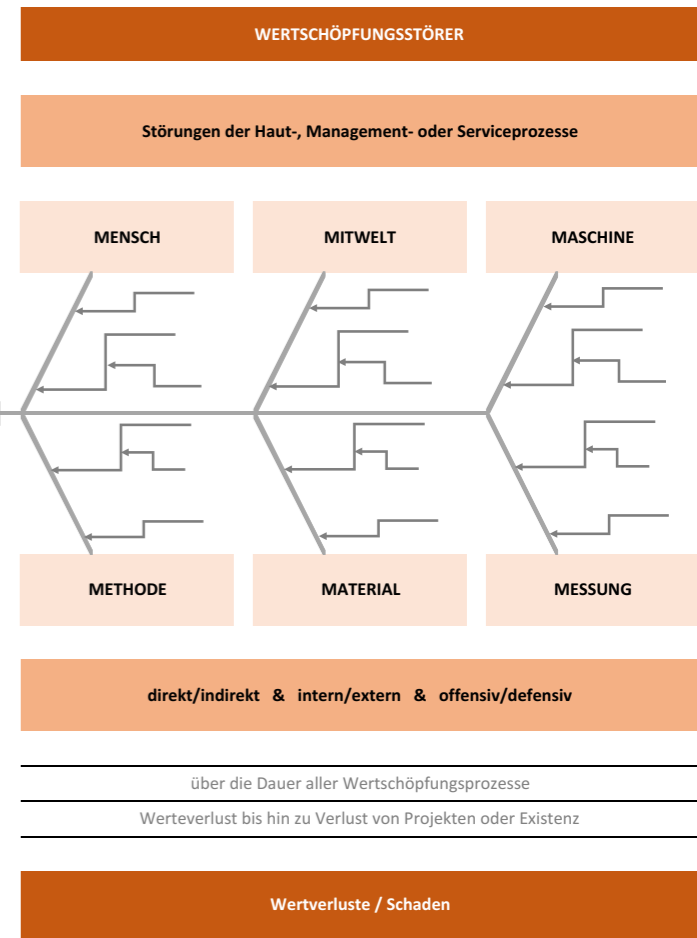 WERTSCHÖPFUNGSSTÖRER
Störungen der Haut-, Management- oder Serviceprozesse
MENSCH
MITWELT
MASCHINE
METHODE
MATERIAL
MESSUNG
direkt/indirekt & intern/extern & offensiv/defensiv
über die Dauer aller Wertschöpfungsprozesse
Werteverlust bis hin zu Verlust von Projekten oder Existenz
Wertverluste / Schaden